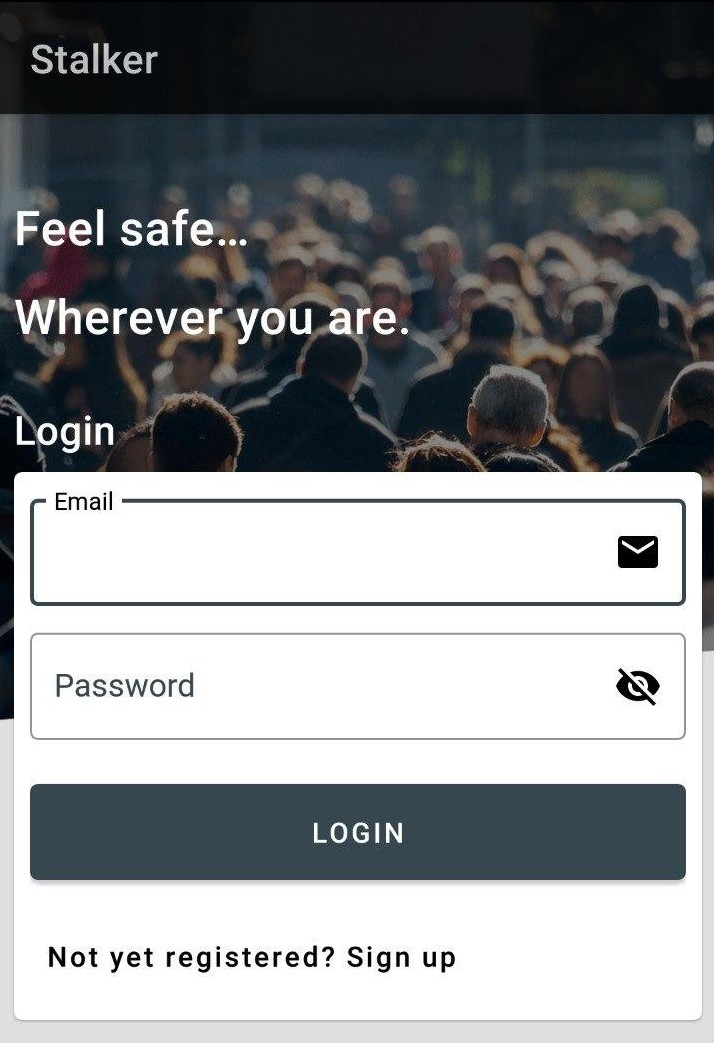 Stalker
Feel safe...
Wherever you are.
Login
Email
Password
LOGIN
Not yet registered? Sign up